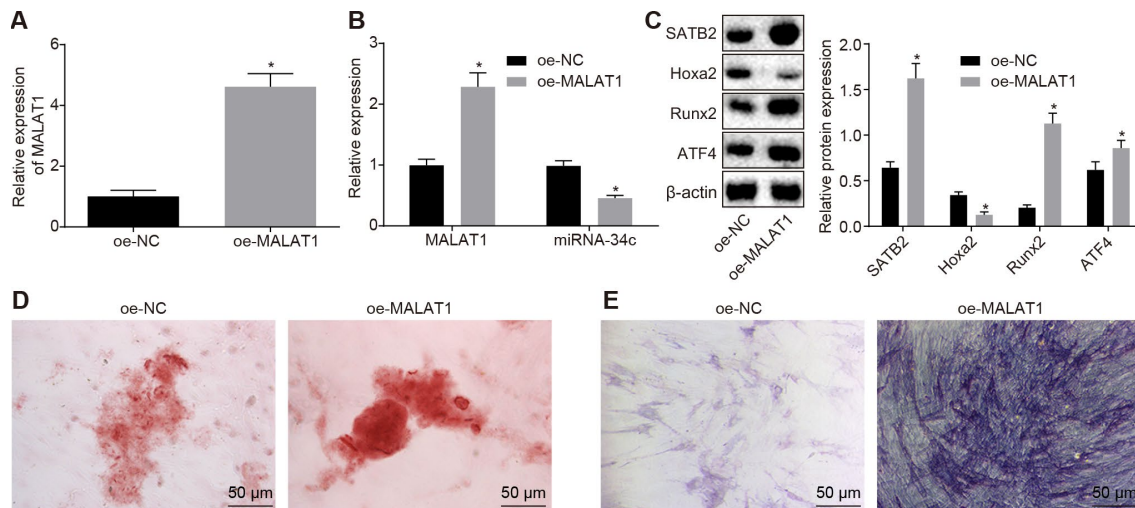 A
Relative expression
of MALAT1
6
4
2
0
oe-NC
oe-MALAT1
*
B
Relative expression
3
2
1
0
*
*
oe-NC
oe-MALAT1
MALAT1
miRNA-34c
C
SATB2
Hoxa2
Runx2
ATF4
β-actin
oe-NC
oe-MALAT1
Relative protein expression
2.0
1.5
1.0
0.5
0.0
*
*
*
*
oe-NC
oe-MALAT1
SATB2
Hoxa2
Runx2
ATF4
D
oe-NC
oe-MALAT1
50 μm
50 μm
E
oe-NC
oe-MALAT1
50 μm
50 μm